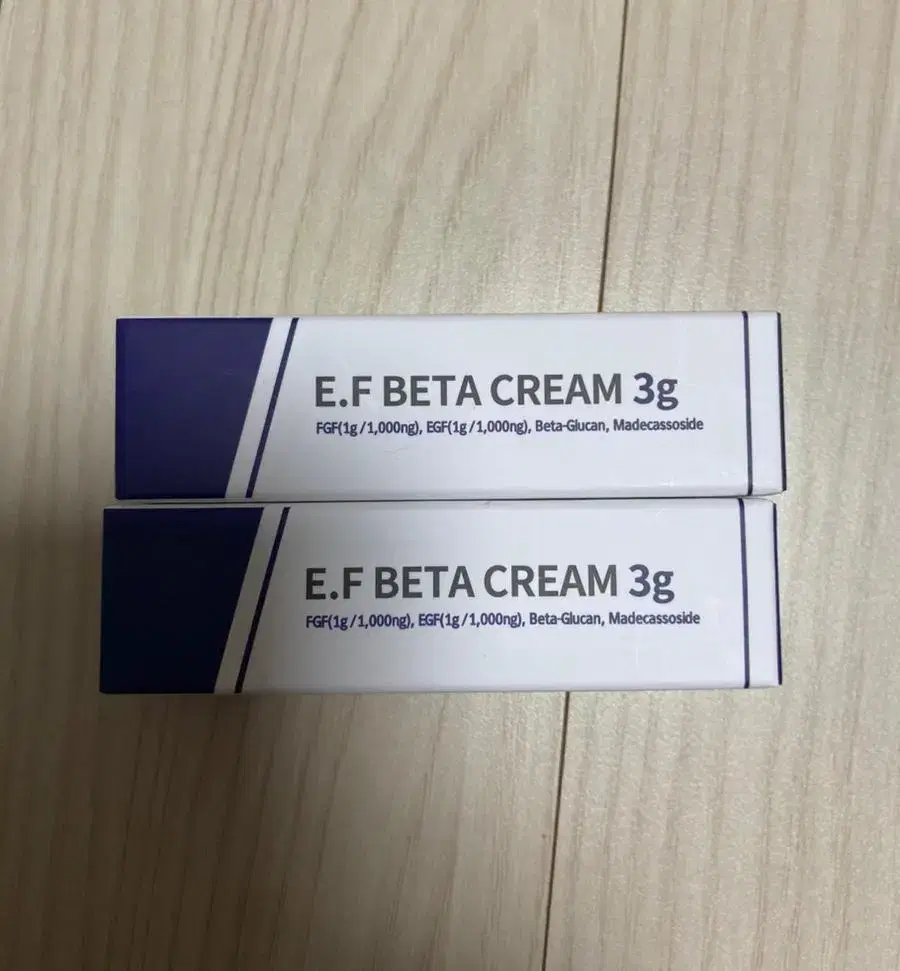 E.F BETA CREAM 3g
FGF(1g/1,000ng), EGF(1g/1,000ng), Beta-Glucan, Madecassoside
E.F BETA CREAM 3g
FGF(1g/1,000ng), EGF(1g/1,000ng), Beta-Glucan, Madecassoside